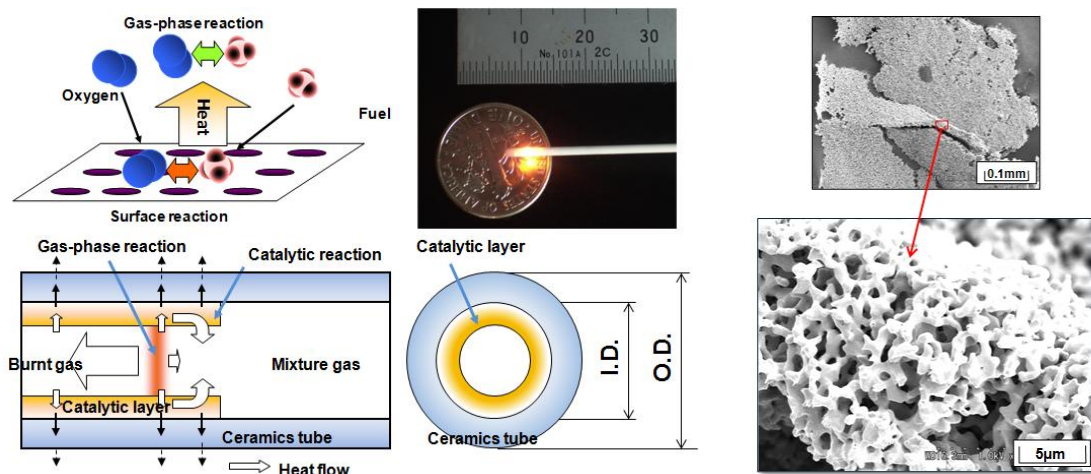 Gas-phase reaction
Oxygen
Heat
Fuel
Surface reaction
10 20 30
No.101A 2C
0.1mm
Gas-phase reaction
Catalytic reaction
Burnt gas
Mixture gas
Catalytic layer
Ceramics tube
Heat flow
Catalytic layer
I.D.
O.D.
Ceramics tube
5μm